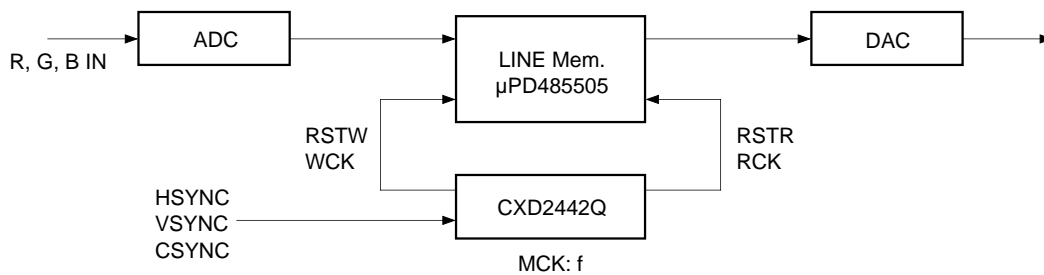 ADC
LINE Mem.
µPD485505
DAC
R, G, B IN
RSTW
WCK
RSTR
RCK
HSYNC
VSYNC
CSYNC
CXD2442Q
MCK: f